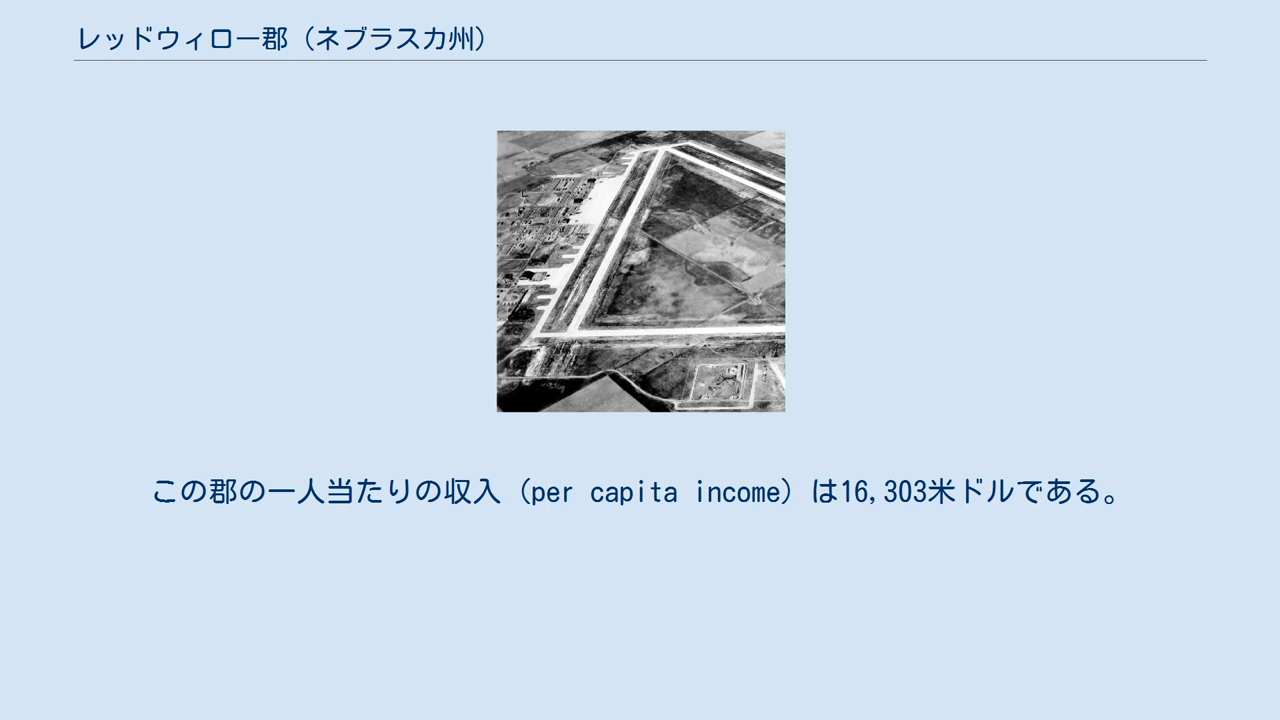 レッドウィロー郡（ネブラスカ州）
この郡の一人当たりの収入（per capita income）は16,303米ドルである。